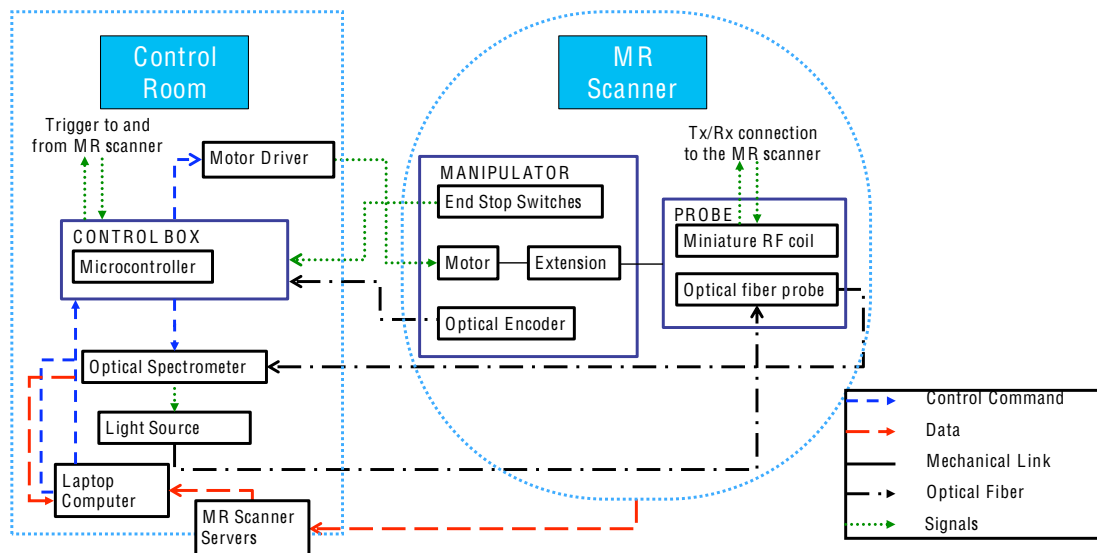 Control
Room
MR
Scanner
Trigger to and
from MR scanner
Motor Driver
Tx/Rx connection
to the MR scanner
MANIPULATOR
End Stop Switches
PROBE
Miniature RF coil
CONTROL BOX
Microcontroller
Motor
Extension
Optical fiber probe
Optical Encoder
Optical Spectrometer
Light Source
Laptop
Computer
MR Scanner
Servers
Control Command
Data
Mechanical Link
Optical Fiber
Signals